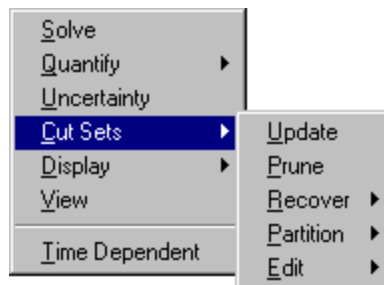 Solve
Quantify
Uncertainty
Cut Sets
Display
View
Time Dependent
Update
Prune
Recover
Partition
Edit